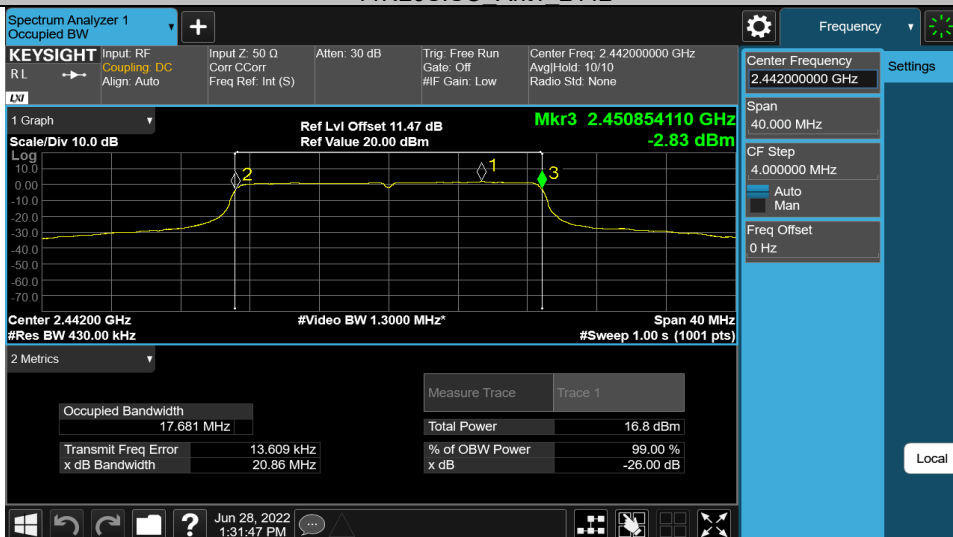 Spectrum Analyzer 1
Occupied BW
+
Frequency
KEYSIGHT
RL
LXI
Input: RF
Coupling: DC
Align: Auto
Input Z: 50 Ω
Corr CCorr
Freq Ref: Int (S)
Atten: 30 dB
Trig: Free Run
Gate: Off
#IF Gain: Low
Center Freq: 2.442000000 GHz
Avg|Hold: 10/10
Radio Std: None
Center Frequency
2.442000000 GHz
Settings
Span
40.000 MHz
CF Step
4.000000 MHz
Auto
Man
Freq Offset
0 Hz
Local
1 Graph
Scale/Div 10.0 dB
Ref Lvl Offset 11.47 dB
Ref Value 20.00 dBm
Mkr3 2.450854110 GHz
-2.83 dBm
Log
10.0
0.00
-10.0
-20.0
-30.0
-40.0
-50.0
-60.0
-70.0
2
1
3
Center 2.44200 GHz
#Res BW 430.00 kHz
#Video BW 1.3000 MHz*
Span 40 MHz
#Sweep 1.00 s (1001 pts)
2 Metrics
Measure Trace Trace 1
Occupied Bandwidth
17.681 MHz
Total Power 16.8 dBm
Transmit Freq Error 13.609 kHz
% of OBW Power 99.00 %
x dB Bandwidth 20.86 MHz
x dB -26.00 dB
?
Jun 28, 2022
1:31:47 PM